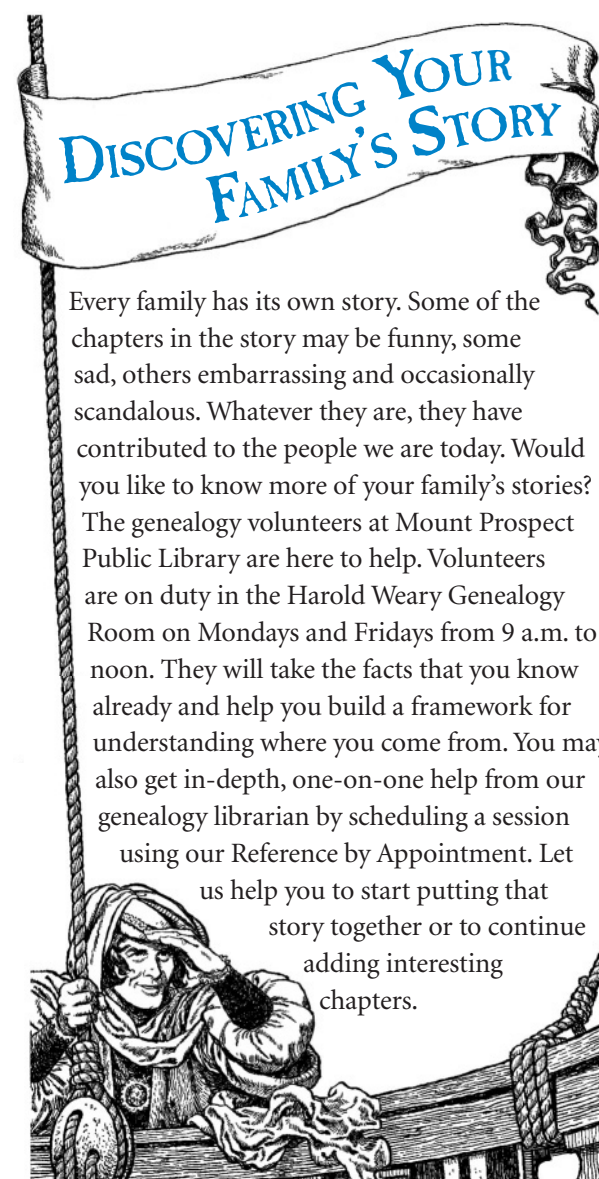 DISCOVERING YOUR
FAMILY'S STORY
Every family has its own story. Some of the
chapters in the story may be funny, some
sad, others embarrassing and occasionally
scandalous. Whatever they are, they have
contributed to the people we are today. Would
you like to know more of your family’s stories?
The genealogy volunteers at Mount Prospect
Public Library are here to help. Volunteers
are on duty in the Harold Weary Genealogy
Room on Mondays and Fridays from 9 a.m. to
noon. They will take the facts that you know
already and help you build a framework for
understanding where you come from. You may
also get in-depth, one-on-one help from our
genealogy librarian by scheduling a session
using our Reference by Appointment. Let
us help you to start putting that
story together or to continue
adding interesting
chapters.